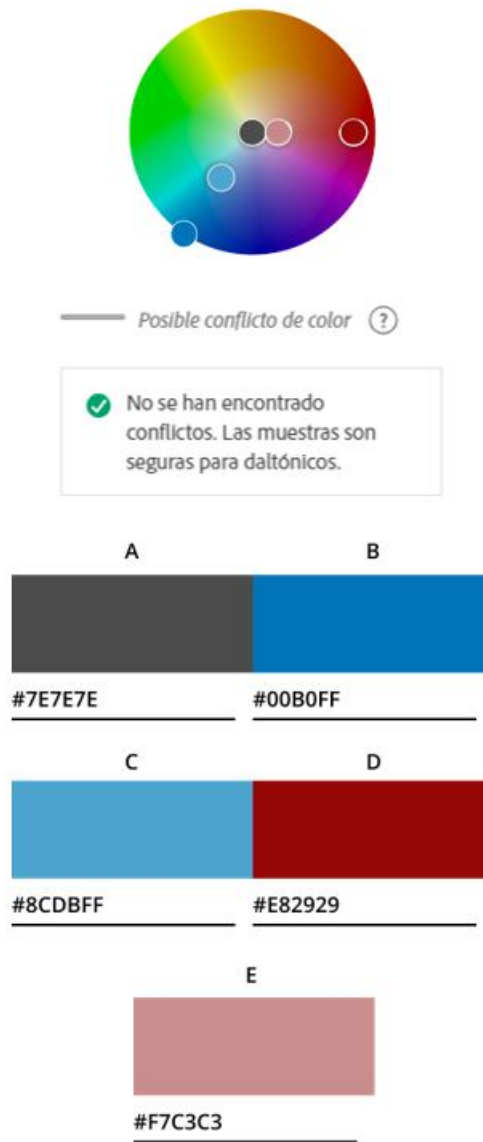 Posible conflicto de color ?
No se han encontrado
conflictos. Las muestras son
seguras para daltónicos.
A B
#7E7E7E #00B0FF
C D
#8CDBFF #E82929
E
#F7C3C3